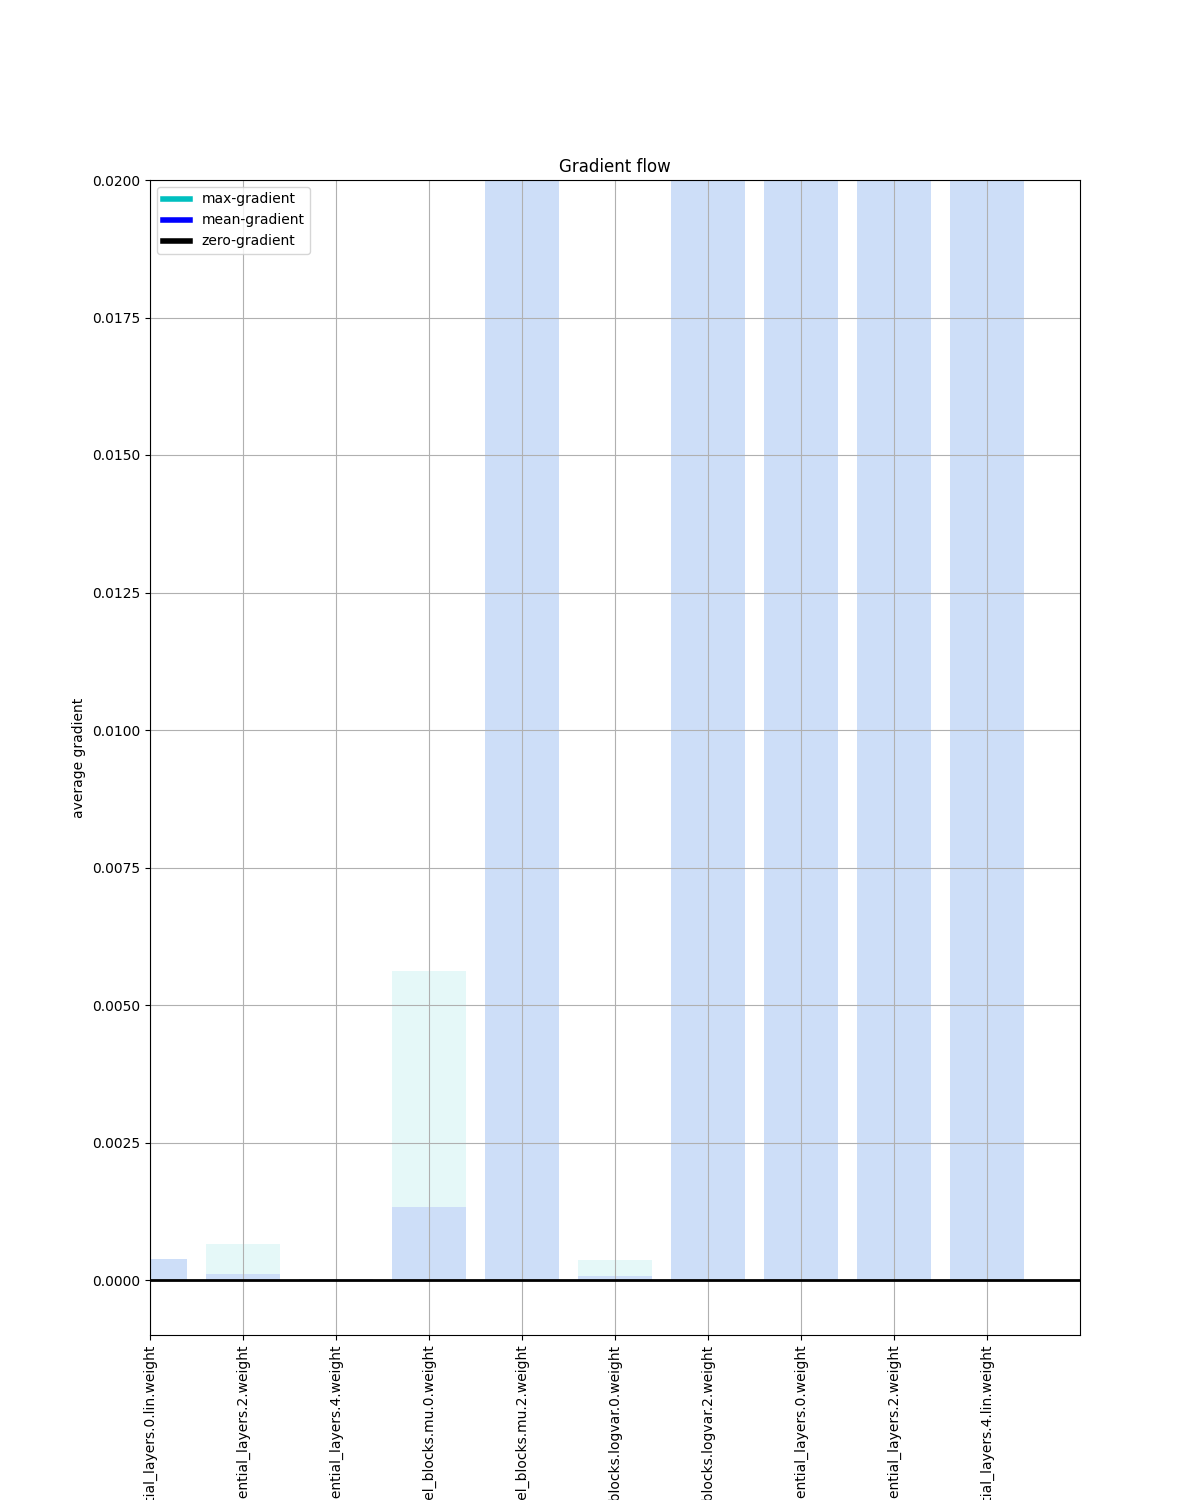 Gradient flow
max-gradient
mean-gradient
zero-gradient
average gradient
0.0200
0.0175
0.0150
0.0125
0.0100
0.0075
0.0050
0.0025
0.0000
tial_layers.0.lin.weight
ential_layers.2.weight
ential_layers.4.weight
el_blocks.mu.0.weight
el_blocks.mu.2.weight
blocks.logvar.0.weight
blocks.logvar.2.weight
ential_layers.0.weight
ential_layers.2.weight
tial_layers.4.lin.weight